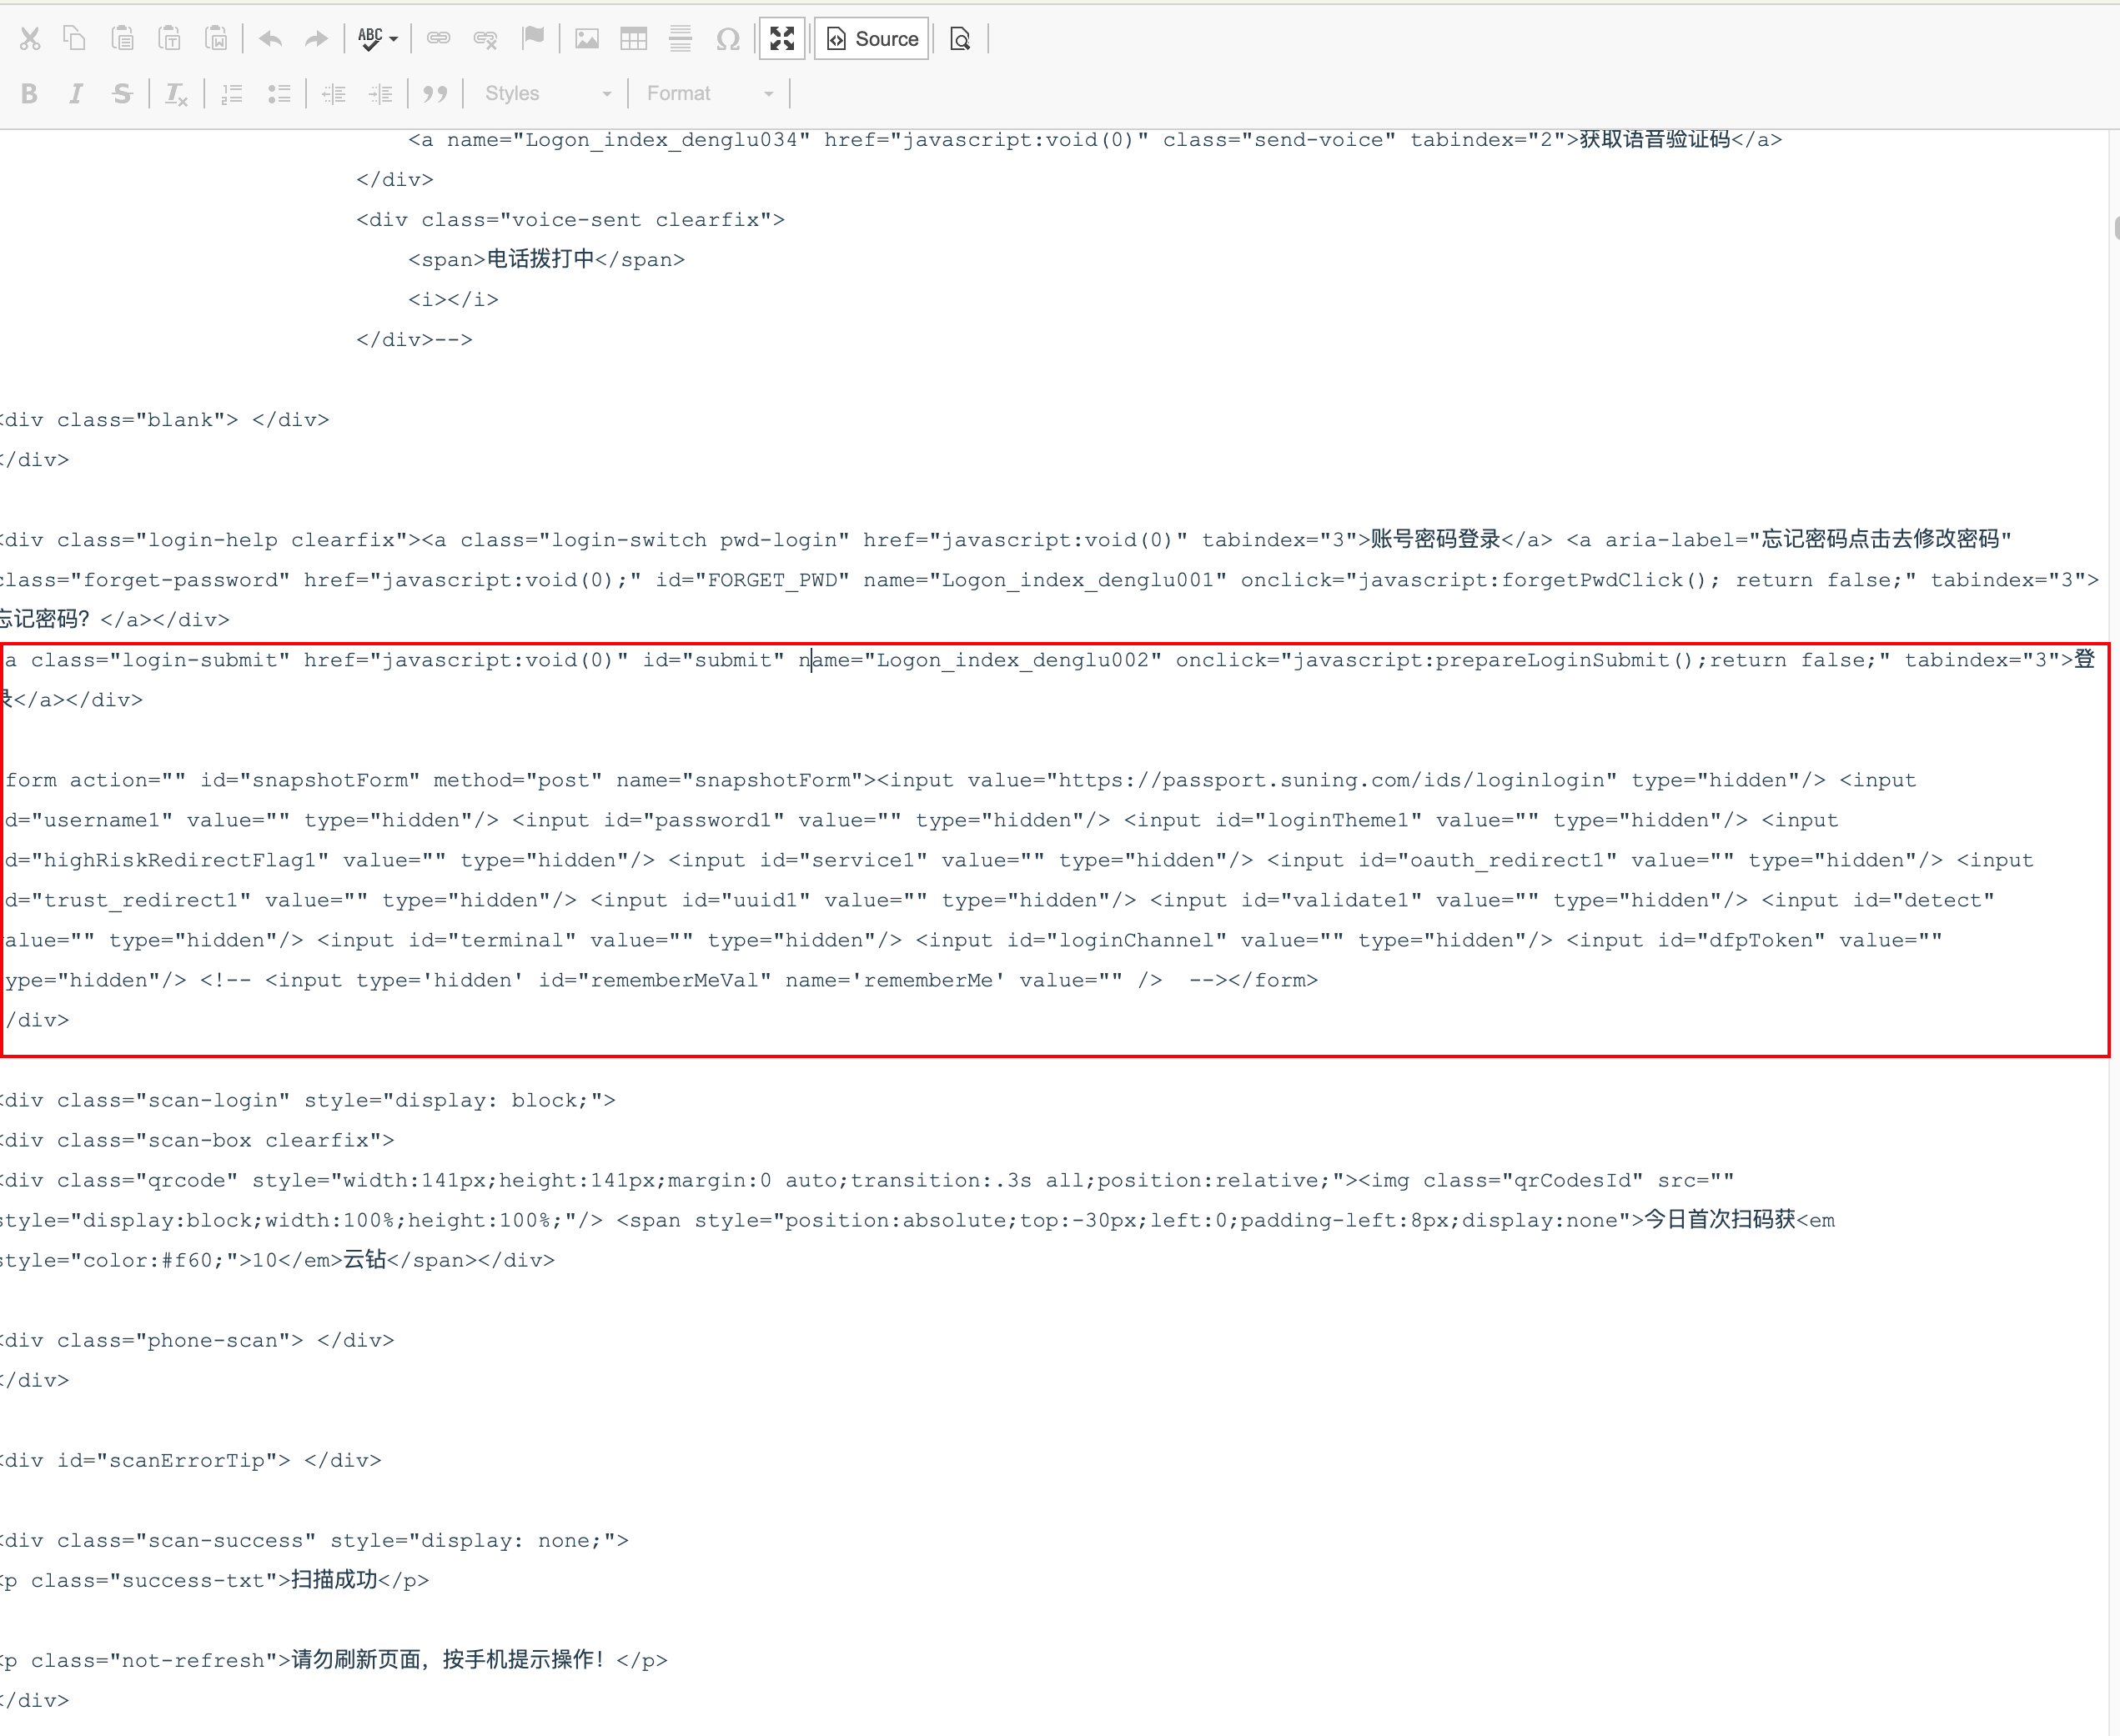 ABC Source
Styles Format
<a name="Logon_index_denglu034" href="javascript:void(0)" class="send-voice" tabindex="2">获取语音验证码</a>
</div>
<div class="voice-sent clearfix">
<span>电话拨打中</span>
<i></i>
</div>-->
<div class="blank"> </div>
</div>
<div class="login-help clearfix"><a class="login-switch pwd-login" href="javascript:void(0)" tabindex="3">账号密码登录</a> <a aria-label="忘记密码点击去修改密码"
class="forget-password" href="javascript:void(0);" id="FORGET_PWD" name="Logon_index_denglu001" onclick="javascript:forgetPwdClick(); return false;" tabindex="3">
忘记密码？</a></div>
a class="login-submit" href="javascript:void(0)" id="submit" name="Logon_index_denglu002" onclick="javascript:prepareLoginSubmit();return false;" tabindex="3">登
录</a></div>
form action="" id="snapshotForm" method="post" name="snapshotForm"><input value="https://passport.suning.com/ids/loginlogin" type="hidden"/> <input
d="username1" value="" type="hidden"/> <input id="password1" value="" type="hidden"/> <input id="loginTheme1" value="" type="hidden"/> <input
d="highRiskRedirectFlag1" value="" type="hidden"/> <input id="service1" value="" type="hidden"/> <input id="oauth_redirect1" value="" type="hidden"/> <input
d="trust_redirect1" value="" type="hidden"/> <input id="uuid1" value="" type="hidden"/> <input id="validate1" value="" type="hidden"/> <input id="detect"
alue="" type="hidden"/> <input id="terminal" value="" type="hidden"/> <input id="loginChannel" value="" type="hidden"/> <input id="dfpToken" value=""
ype="hidden"/> <!-- <input type='hidden' id="rememberMeVal" name='rememberMe' value="" />  --></form>
/div>
<div class="scan-login" style="display: block;">
<div class="scan-box clearfix">
<div class="qrcode" style="width:141px;height:141px;margin:0 auto;transition:.3s all;position:relative;"><img class="qrCodesId" src=""
style="display:block;width:100%;height:100%;"/> <span style="position:absolute;top:-30px;left:0;padding-left:8px;display:none">今日首次扫码获<em
style="color:#f60;">10</em>云钻</span></div>
<div class="phone-scan"> </div>
</div>
<div id="scanErrorTip"> </div>
<div class="scan-success" style="display: none;">
<p class="success-txt">扫描成功</p>
<p class="not-refresh">请勿刷新页面，按手机提示操作！</p>
</div>